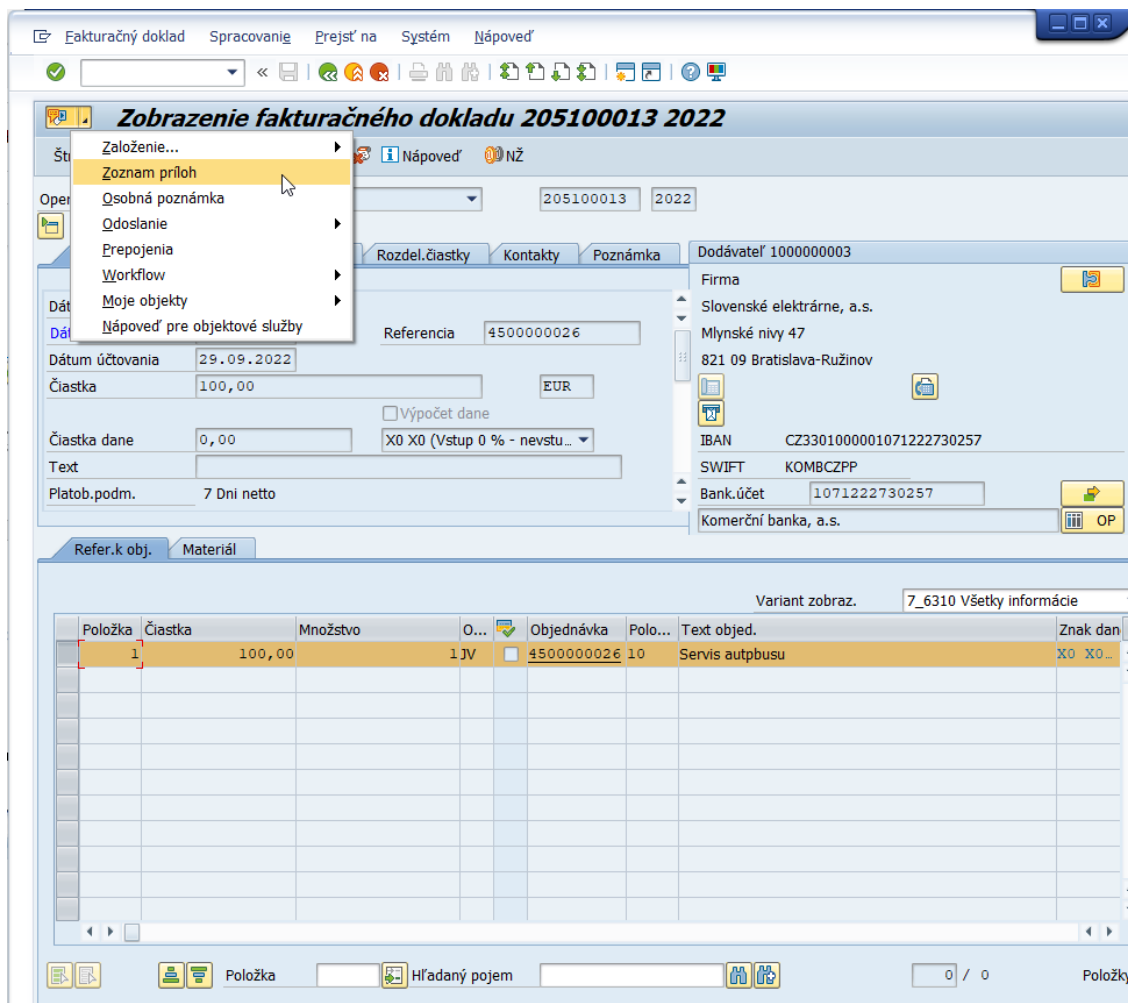 Fakturačný doklad Spracovanie Prejsť na Systém Nápoveď
Zobrazenie fakturačného dokladu 205100013 2022
Nápoveď NŽ
Založenie...
Zoznam príloh
Osobná poznámka
Odoslanie
Prepojenia
Workflow
Moje objekty
Nápoveď pre objektové služby
205100013 2022
Rozdel.čiastky Kontakty Poznámka
Referencia 4500000026
Dátum účtovania 29.09.2022
Čiastka 100,00 EUR
Výpočet dane
Čiastka dane 0,00 X0 X0 (Vstup 0 % - nevstu...
Text
Platob.podm. 7 Dni netto
Dodávateľ 1000000003
Firma
Slovenské elektrárne, a.s.
Mlynské nivy 47
821 09 Bratislava-Ružinov
IBAN CZ3301000001071222730257
SWIFT KOMBCZPP
Bank.účet 1071222730257
Komerční banka, a.s. OP
Refer.k obj. Materiál
Variant zobraz. 7_6310 Všetky informácie
Položka Čiastka Množstvo O... Objednávka Polo... Text objed. Znak dan
1 100,00 1 JV 4500000026 10 Servis autpbusu X0 X0...
Položka Hľadaný pojem 0 / 0 Položky